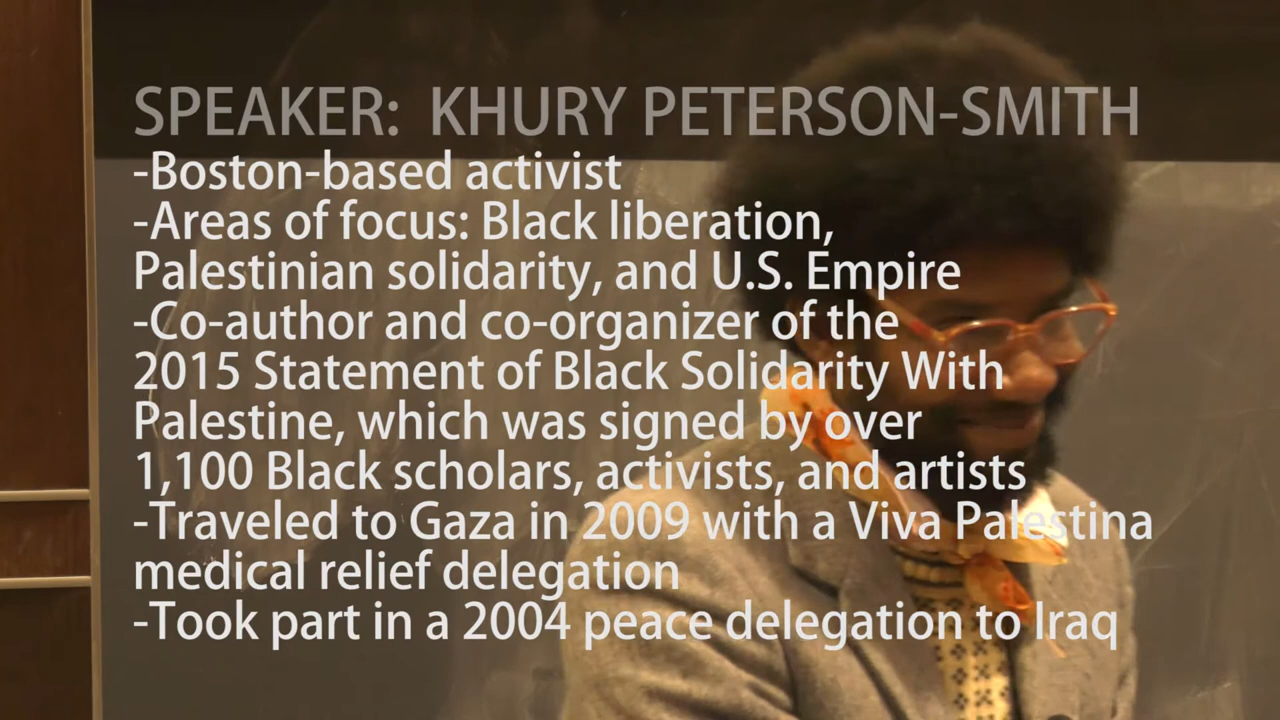 SPEAKER: KHURY PETERSON-SMITH
-Boston-based activist
-Areas of focus: Black liberation,
Palestinian solidarity, and U.S. Empire
-Co-author and co-organizer of the
2015 Statement of Black Solidarity With
Palestine, which was signed by over
1,100 Black scholars, activists, and artists
-Traveled to Gaza in 2009 with a Viva Palestina
medical relief delegation
-Took part in a 2004 peace delegation to Iraq